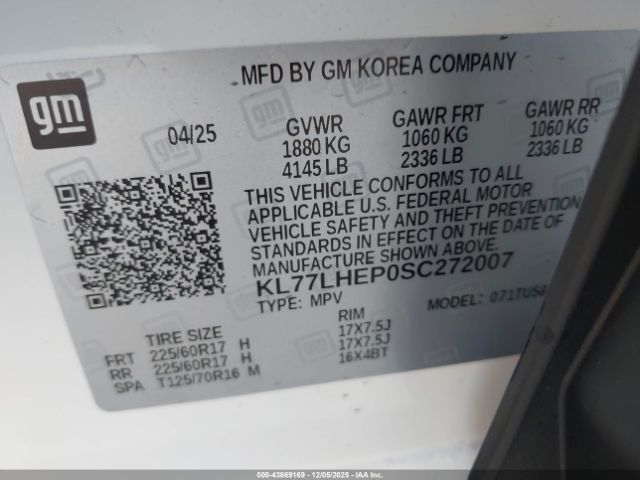 gm
MFD BY GM KOREA COMPANY
04/25
GVWR
1880 KG
4145 LB
GAWR FRT
1060 KG
2336 LB
GAWR RR
1060 KG
2336 LB
THIS VEHICLE CONFORMS TO ALL
APPLICABLE U.S. FEDERAL MOTOR
VEHICLE SAFETY AND THEFT PREVENTION
STANDARDS IN EFFECT ON THE DATE OF
MANUFACTURE SHOWN ABOVE.
KL77LHEP0SC272007
TYPE: MPV
MODEL:
TIRE SIZE RIM
FRT 225/60R17 H 17X7.5J
RR 225/60R17 H 17X7.5J
SPA T125/70R16 M 16X4BT
000-43869169 | 12/05/2025 | IAAI, Inc.